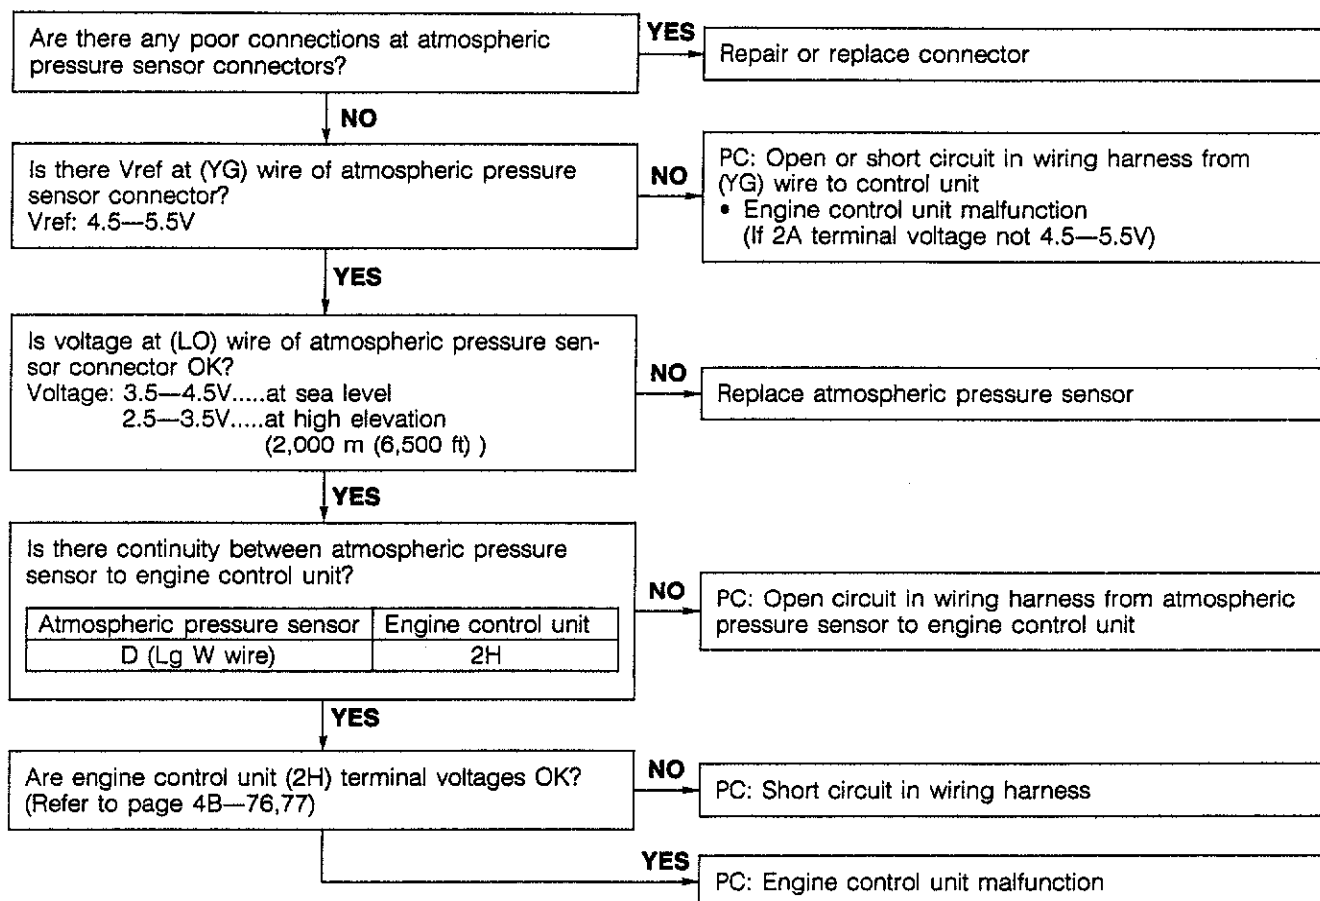 Are there any poor connections at atmospheric
pressure sensor connectors?
YES
Repair or replace connector
NO
Is there Vref at (YG) wire of atmospheric pressure
sensor connector?
Vref: 4.5—5.5V
NO
PC: Open or short circuit in wiring harness from
(YG) wire to control unit
• Engine control unit malfunction
(If 2A terminal voltage not 4.5—5.5V)
YES
Is voltage at (LO) wire of atmospheric pressure sen-
sor connector OK?
Voltage: 3.5—4.5V.....at sea level
2.5—3.5V.....at high elevation
(2,000 m (6,500 ft) )
NO
Replace atmospheric pressure sensor
YES
Is there continuity between atmospheric pressure
sensor to engine control unit?
Atmospheric pressure sensor Engine control unit
D (Lg W wire) 2H
NO
PC: Open circuit in wiring harness from atmospheric
pressure sensor to engine control unit
YES
Are engine control unit (2H) terminal voltages OK?
(Refer to page 4B—76,77)
NO
PC: Short circuit in wiring harness
YES
PC: Engine control unit malfunction